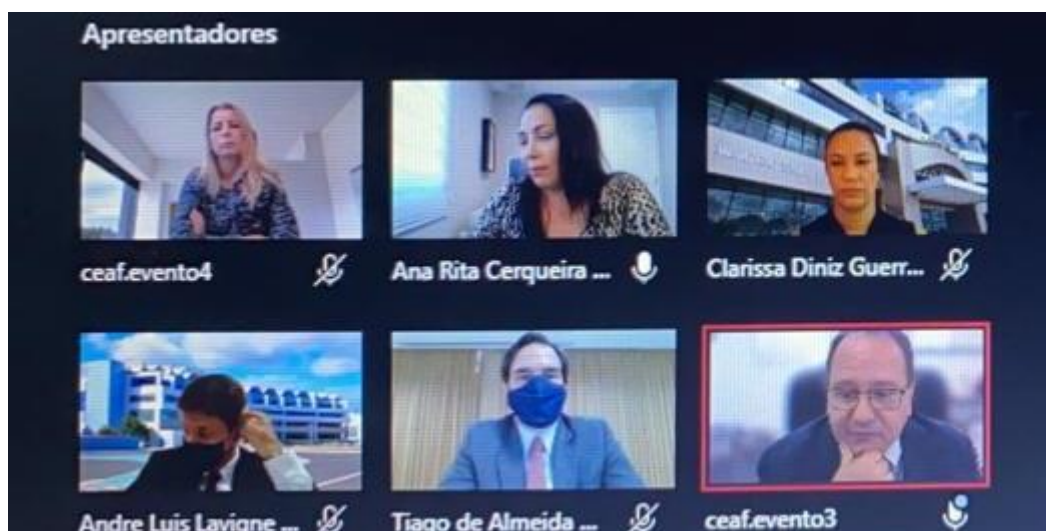 Apresentadores
ceaf.evento4
Ana Rita Cerqueira ...
Clarissa Diniz Guerr...
Andre Luis Lavigne ...
Tiago de Almeida ...
ceaf.evento3